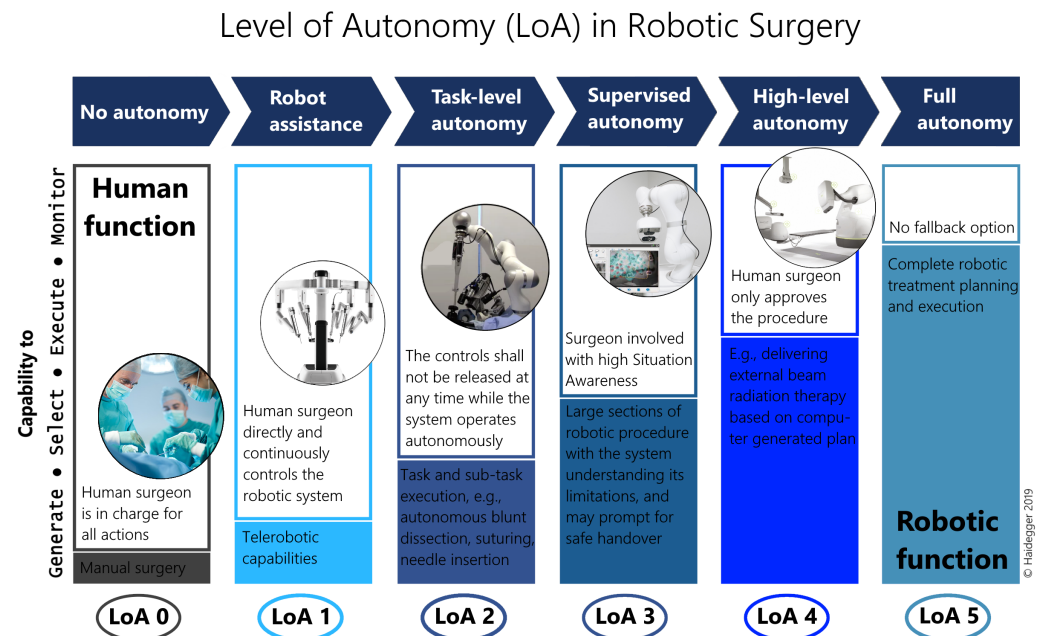 Level of Autonomy (LoA) in Robotic Surgery
No autonomy
Robot
assistance
Task-level
autonomy
Supervised
autonomy
High-level
autonomy
Full
autonomy
Capability to
Generate • Select • Execute • Monitor
Human
function
Human surgeon
is in charge for
all actions
Manual surgery
Human surgeon
directly and
continuously
controls the
robotic system
Telerobotic
capabilities
The controls shall
not be released at
any time while the
system operates
autonomously
Task and sub-task
execution, e.g.,
autonomous blunt
dissection, suturing,
needle insertion
Surgeon involved
with high Situation
Awareness
Large sections of
robotic procedure
with the system
understanding its
limitations, and
may prompt for
safe handover
Human surgeon
only approves
the procedure
E.g., delivering
external beam
radiation therapy
based on compu-
ter generated plan
No fallback option
Complete robotic
treatment planning
and execution
Robotic
function
© Haidegger 2019
LoA 0
LoA 1
LoA 2
LoA 3
LoA 4
LoA 5